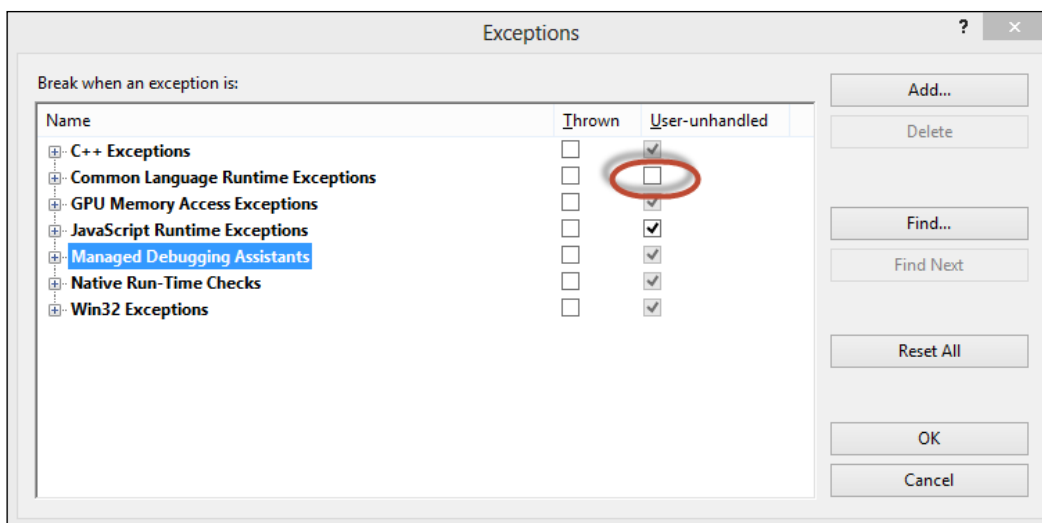 Exceptions
?
Break when an exception is:
Add...
Name Thrown User-unhandled
Delete
C++ Exceptions
Common Language Runtime Exceptions
GPU Memory Access Exceptions
JavaScript Runtime Exceptions
Find...
Managed Debugging Assistants
Find Next
Native Run-Time Checks
Win32 Exceptions
Reset All
OK
Cancel